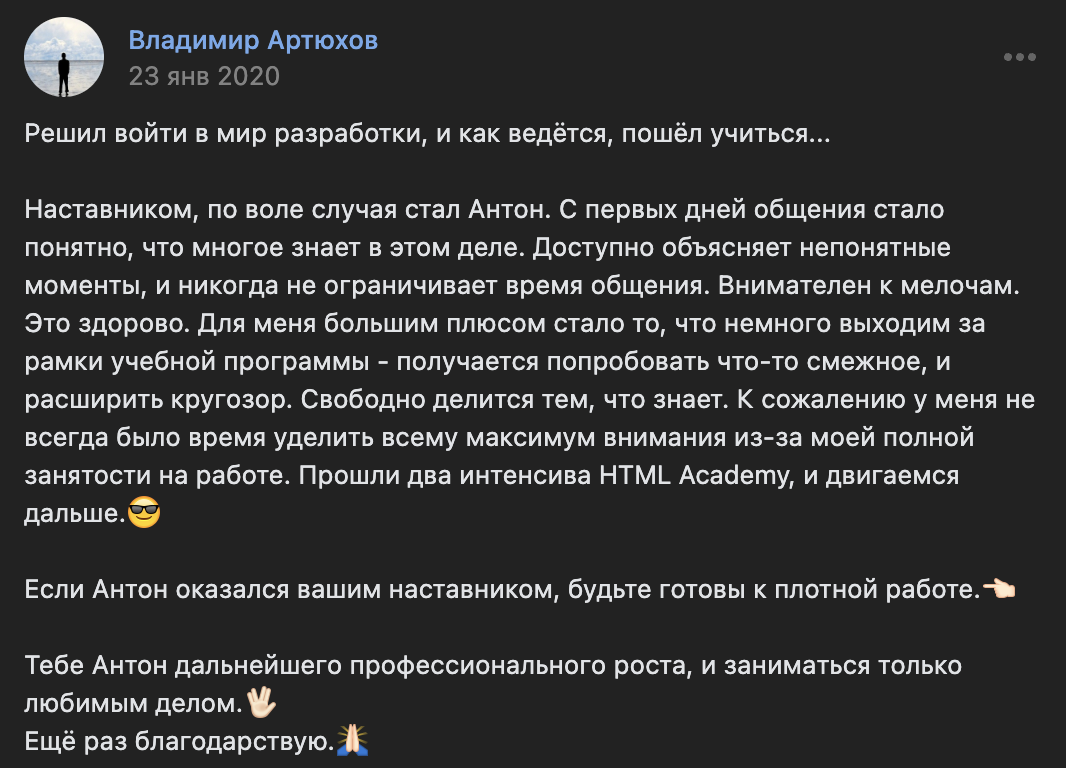 Владимир Артюхов
23 янв 2020
Решил войти в мир разработки, и как ведётся, пошёл учиться...
Наставником, по воле случая стал Антон. С первых дней общения стало
понятно, что многое знает в этом деле. Доступно объясняет непонятные
моменты, и никогда не ограничивает время общения. Внимателен к мелочам.
Это здорово. Для меня большим плюсом стало то, что немного выходим за
рамки учебной программы - получается попробовать что-то смежное, и
расширить кругозор. Свободно делится тем, что знает. К сожалению у меня не
всегда было время уделить всему максимум внимания из-за моей полной
занятости на работе. Прошли два интенсива HTML Academy, и двигаемся
дальше.😎
Если Антон оказался вашим наставником, будьте готовы к плотной работе.👈🏻
Тебе Антон дальнейшего профессионального роста, и заниматься только
любимым делом.🖖🏻
Ещё раз благодарствую.🙏🏻